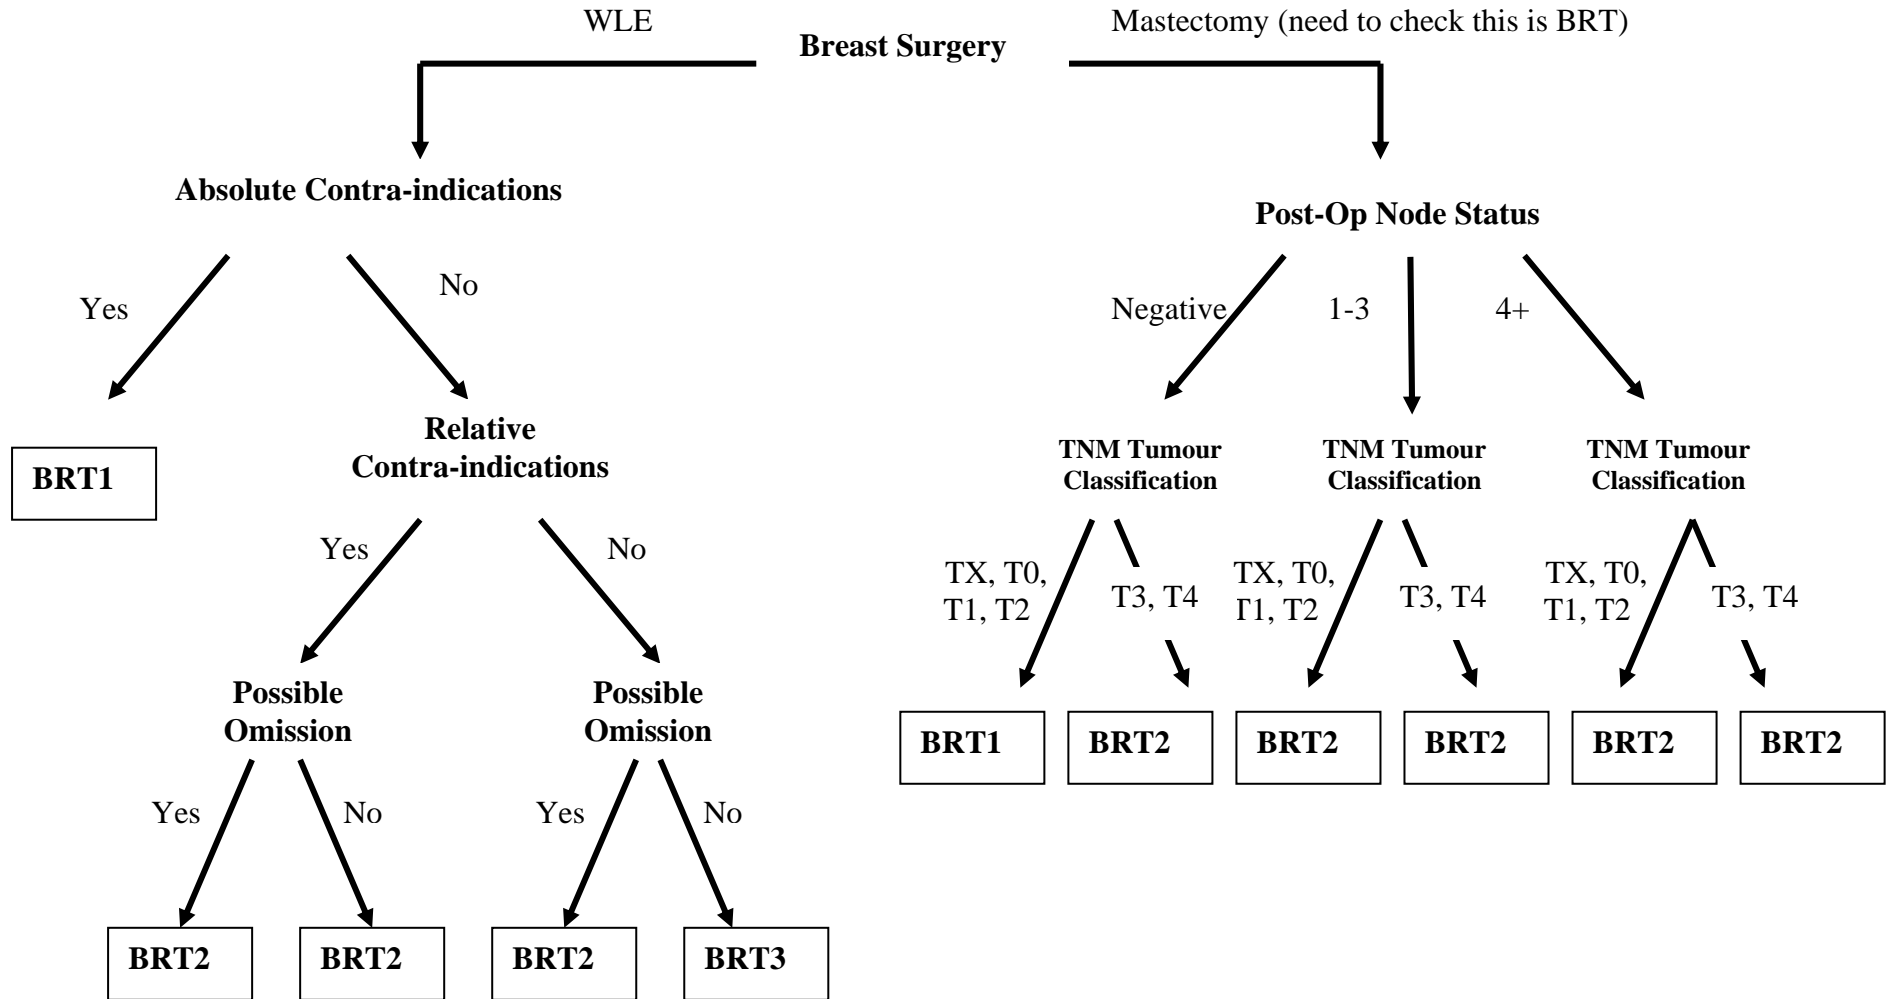 WLE
Mastectomy (need to check this is BRT)
Breast Surgery
Absolute Contra-indications
Post-Op Node Status
Yes
No
Negative
1-3
4+
Relative
Contra-indications
BRT1
TNM Tumour
Classification
TNM Tumour
Classification
TNM Tumour
Classification
Yes
No
TX, T0,
T1, T2
T3, T4
TX, T0,
T1, T2
T3, T4
TX, T0,
T1, T2
T3, T4
Possible
Omission
Possible
Omission
BRT1
BRT2
BRT2
BRT2
BRT2
BRT2
Yes
No
Yes
No
BRT2
BRT2
BRT2
BRT3